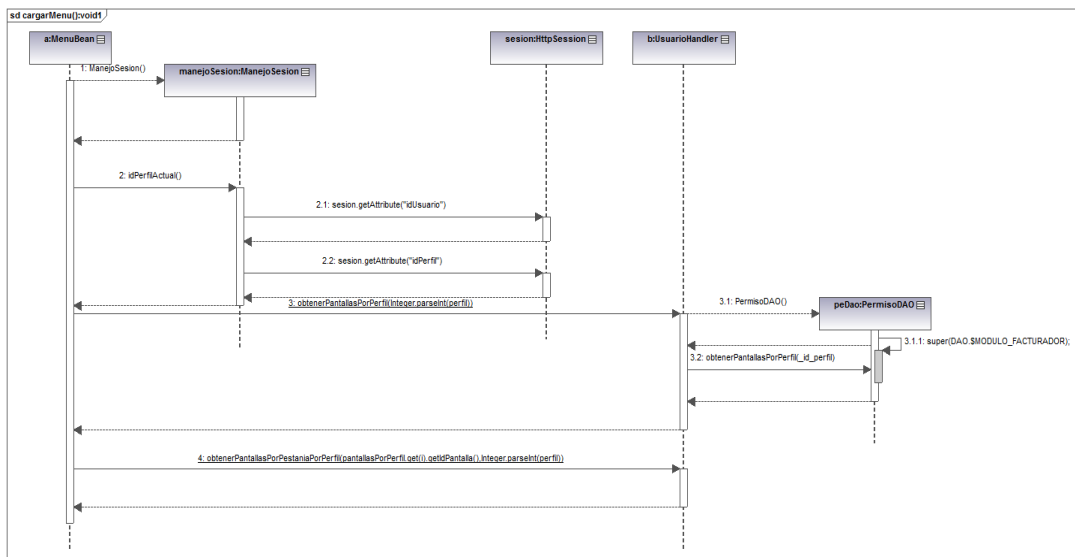 sd cargarMenu():void1
a:MenuBean
sesion:HttpSession
b:UsuarioHandler
1: ManejoSesion()
manejoSesion:ManejoSesion
2: idPerfilActual()
2.1: sesion.getAttribute("idUsuario")
2.2: sesion.getAttribute("idPerfil")
3: obtenerPantallasPorPerfil(Integer.parseInt(perfil))
3.1: PermisoDAO()
peDao:PermisoDAO
3.1.1: super(DAO.$MODULO_FACTURADOR);
3.2: obtenerPantallasPorPerfil(_id_perfil)
4: obtenerPantallasPorPestaniaPorPerfil(pantallasPorPerfil.get(i).getIdPantalla(),Integer.parseInt(perfil))